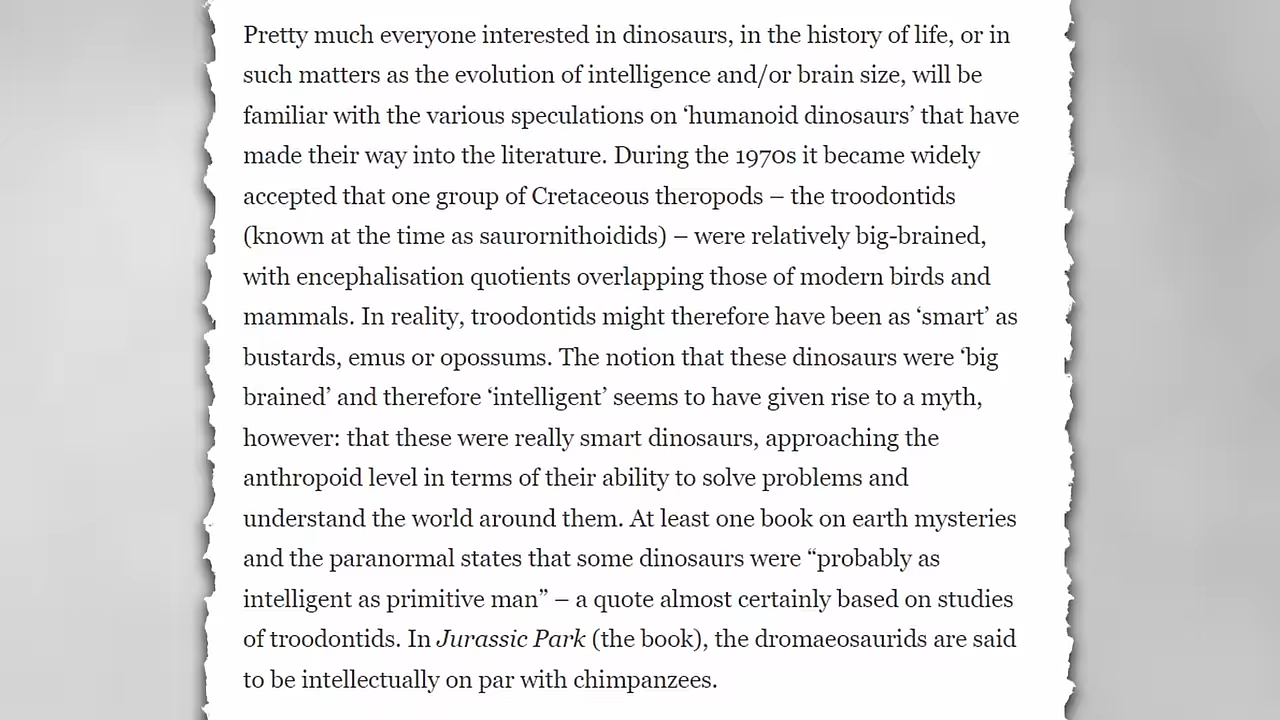 Pretty much everyone interested in dinosaurs, in the history of life, or in
such matters as the evolution of intelligence and/or brain size, will be
familiar with the various speculations on ‘humanoid dinosaurs’ that have
made their way into the literature. During the 1970s it became widely
accepted that one group of Cretaceous theropods – the troodontids
(known at the time as saurornithoidids) – were relatively big-brained,
with encephalisation quotients overlapping those of modern birds and
mammals. In reality, troodontids might therefore have been as ‘smart’ as
bustards, emus or opossums. The notion that these dinosaurs were ‘big
brained’ and therefore ‘intelligent’ seems to have given rise to a myth,
however: that these were really smart dinosaurs, approaching the
anthropoid level in terms of their ability to solve problems and
understand the world around them. At least one book on earth mysteries
and the paranormal states that some dinosaurs were “probably as
intelligent as primitive man” – a quote almost certainly based on studies
of troodontids. In Jurassic Park (the book), the dromaeosaurids are said
to be intellectually on par with chimpanzees.